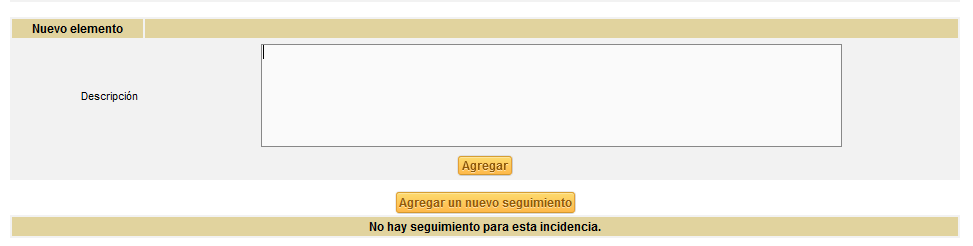 Nuevo elemento
Descripción
Agregar
Agregar un nuevo seguimiento
No hay seguimiento para esta incidencia.